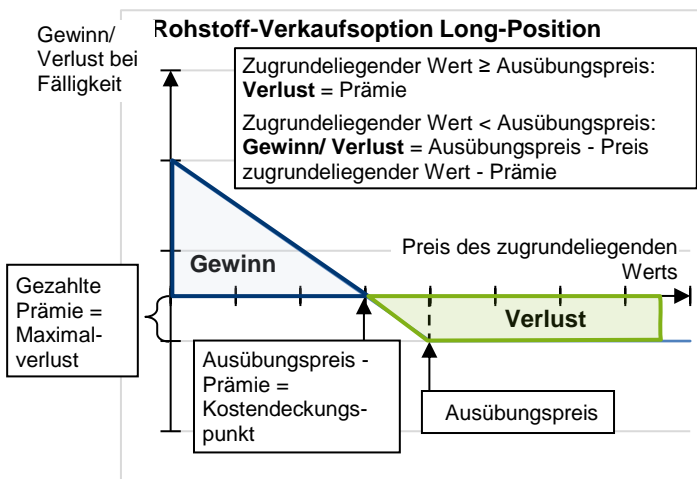 Rohstoff-Verkaufsoption Long-Position
Gewinn/
Verlust bei
Fälligkeit
Zugrundeliegender Wert ≥ Ausübungspreis:
Verlust = Prämie
Zugrundeliegender Wert < Ausübungspreis:
Gewinn/ Verlust = Ausübungspreis - Preis
zugrundeliegender Wert - Prämie
Preis des zugrundeliegenden
Werts
Gewinn
Verlust
Gezahlte
Prämie =
Maximal-
verlust
Ausübungspreis -
Prämie =
Kostendeckungs-
punkt
Ausübungspreis